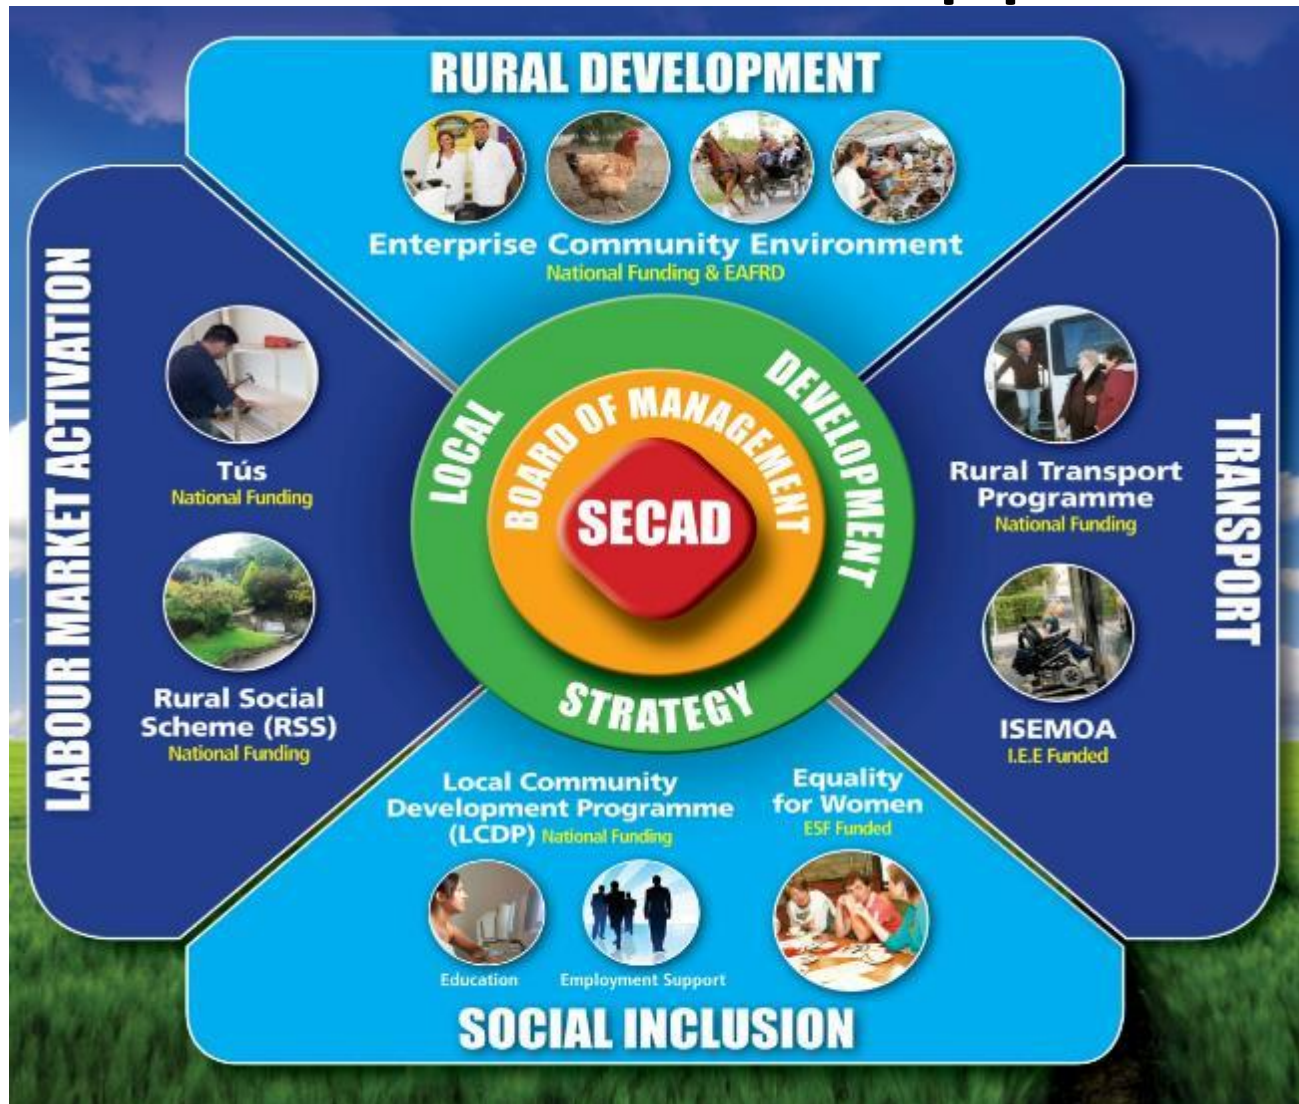 RURAL DEVELOPMENT
Enterprise Community Environment
National Funding & EAFRD
LABOUR MARKET ACTIVATION
Tús
National Funding
Rural Social
Scheme (RSS)
National Funding
LOCAL
DEVELOPMENT
STRATEGY
BOARD OF MANAGEMENT
SECAD
TRANSPORT
Rural Transport
Programme
National Funding
ISEMOA
I.E.E Funded
Local Community
Development Programme
(LCDP) National Funding
Education
Employment Support
Equality
for Women
ESF Funded
SOCIAL INCLUSION